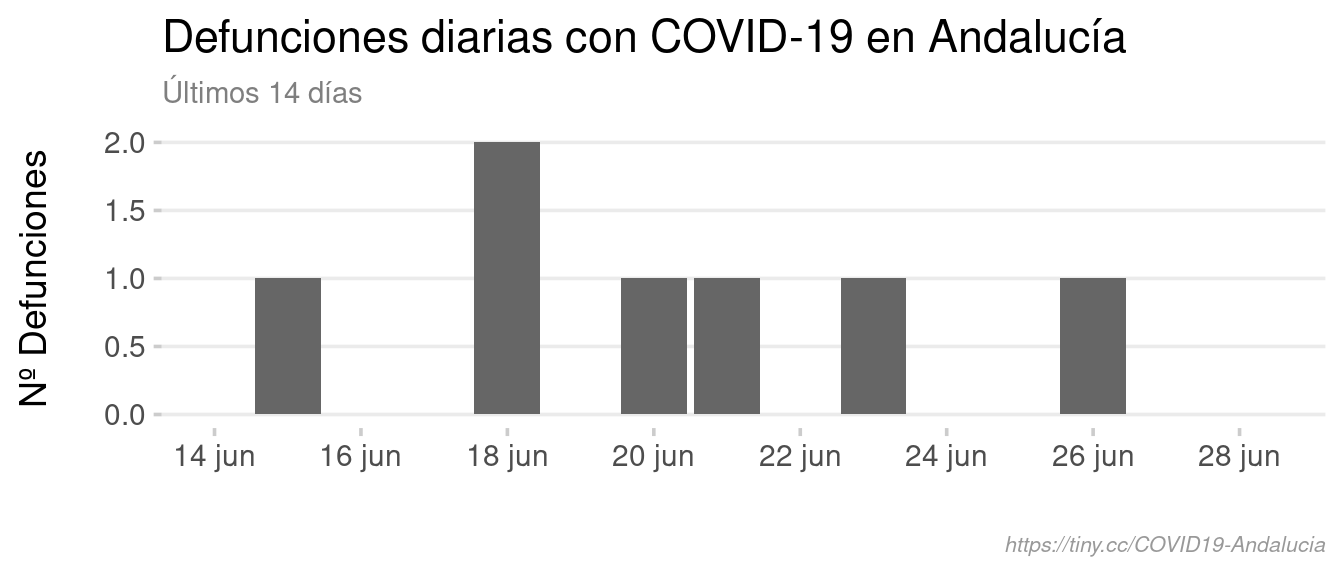 Defunciones diarias con COVID-19 en Andalucía
Últimos 14 días
Nº Defunciones
2.0
1.5
1.0
0.5
0.0
14 jun 16 jun 18 jun 20 jun 22 jun 24 jun 26 jun 28 jun
https://tiny.cc/COVID19-Andalucia